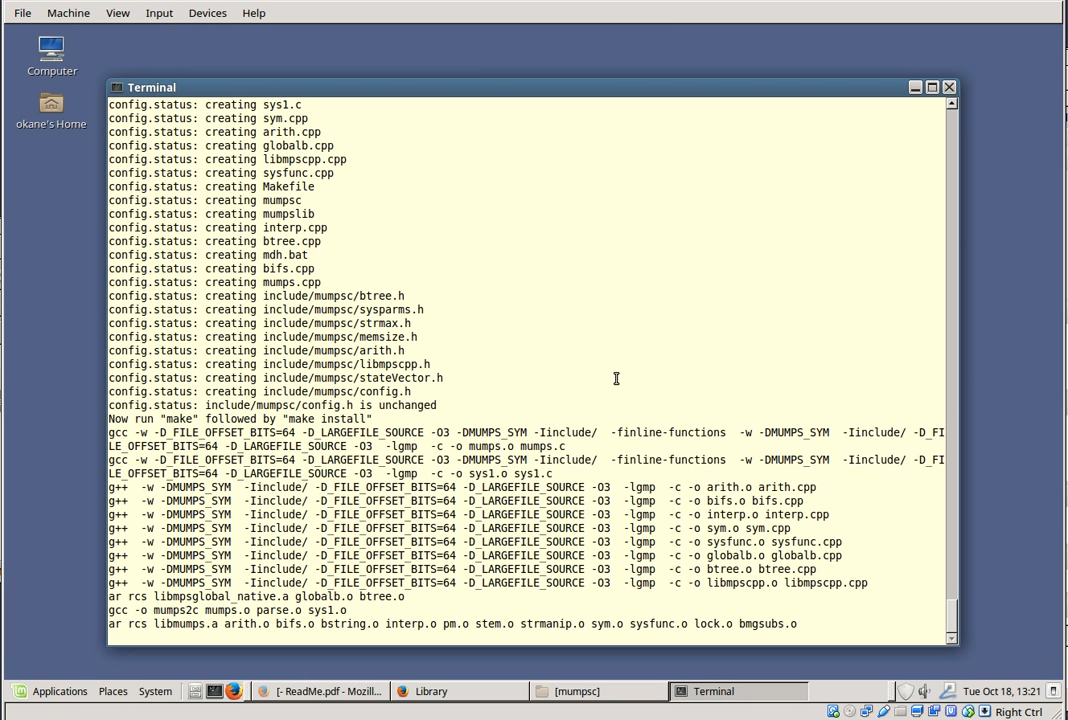 File Machine View Input Devices Help
Computer
okane's Home
Terminal
config.status: creating sys1.c
config.status: creating sym.cpp
config.status: creating arith.cpp
config.status: creating globalb.cpp
config.status: creating libmpscpp.cpp
config.status: creating sysfunc.cpp
config.status: creating Makefile
config.status: creating mumpsc
config.status: creating mumpslib
config.status: creating interp.cpp
config.status: creating btree.cpp
config.status: creating mdh.bat
config.status: creating bifs.cpp
config.status: creating mumps.cpp
config.status: creating include/mumpsc/btree.h
config.status: creating include/mumpsc/sysparms.h
config.status: creating include/mumpsc/strmax.h
config.status: creating include/mumpsc/memsize.h
config.status: creating include/mumpsc/arith.h
config.status: creating include/mumpsc/libmpscpp.h
config.status: creating include/mumpsc/stateVector.h
config.status: creating include/mumpsc/config.h
config.status: include/mumpsc/config.h is unchanged
Now run "make" followed by "make install"
gcc -w -D_FILE_OFFSET_BITS=64 -D_LARGEFILE_SOURCE -O3 -DMUMPS_SYM -Iinclude/  -finline-functions  -w -DMUMPS_SYM  -Iinclude/ -D_FI
LE_OFFSET_BITS=64 -D_LARGEFILE_SOURCE -O3  -lgmp  -c -o mumps.o mumps.c
gcc -w -D_FILE_OFFSET_BITS=64 -D_LARGEFILE_SOURCE -O3 -DMUMPS_SYM -Iinclude/  -finline-functions  -w -DMUMPS_SYM  -Iinclude/ -D_FI
LE_OFFSET_BITS=64 -D_LARGEFILE_SOURCE -O3  -lgmp  -c -o sys1.o sys1.c
g++  -w -DMUMPS_SYM  -Iinclude/ -D_FILE_OFFSET_BITS=64 -D_LARGEFILE_SOURCE -O3  -lgmp  -c -o arith.o arith.cpp
g++  -w -DMUMPS_SYM  -Iinclude/ -D_FILE_OFFSET_BITS=64 -D_LARGEFILE_SOURCE -O3  -lgmp  -c -o bifs.o bifs.cpp
g++  -w -DMUMPS_SYM  -Iinclude/ -D_FILE_OFFSET_BITS=64 -D_LARGEFILE_SOURCE -O3  -lgmp  -c -o interp.o interp.cpp
g++  -w -DMUMPS_SYM  -Iinclude/ -D_FILE_OFFSET_BITS=64 -D_LARGEFILE_SOURCE -O3  -lgmp  -c -o sym.o sym.cpp
g++  -w -DMUMPS_SYM  -Iinclude/ -D_FILE_OFFSET_BITS=64 -D_LARGEFILE_SOURCE -O3  -lgmp  -c -o sysfunc.o sysfunc.cpp
g++  -w -DMUMPS_SYM  -Iinclude/ -D_FILE_OFFSET_BITS=64 -D_LARGEFILE_SOURCE -O3  -lgmp  -c -o globalb.o globalb.cpp
g++  -w -DMUMPS_SYM  -Iinclude/ -D_FILE_OFFSET_BITS=64 -D_LARGEFILE_SOURCE -O3  -lgmp  -c -o btree.o btree.cpp
g++  -w -DMUMPS_SYM  -Iinclude/ -D_FILE_OFFSET_BITS=64 -D_LARGEFILE_SOURCE -O3  -lgmp  -c -o libmpscpp.o libmpscpp.cpp
ar rcs libmpsglobal_native.a globalb.o btree.o
gcc -o mumps2c mumps.o parse.o sys1.o
ar rcs libmumps.a arith.o bifs.o bstring.o interp.o pm.o stem.o strmanip.o sym.o sysfunc.o lock.o bmgsubs.o
Applications Places System [- ReadMe.pdf - Mozill... Library [mumpsc] Terminal Tue Oct 18, 13:21
Right Ctrl